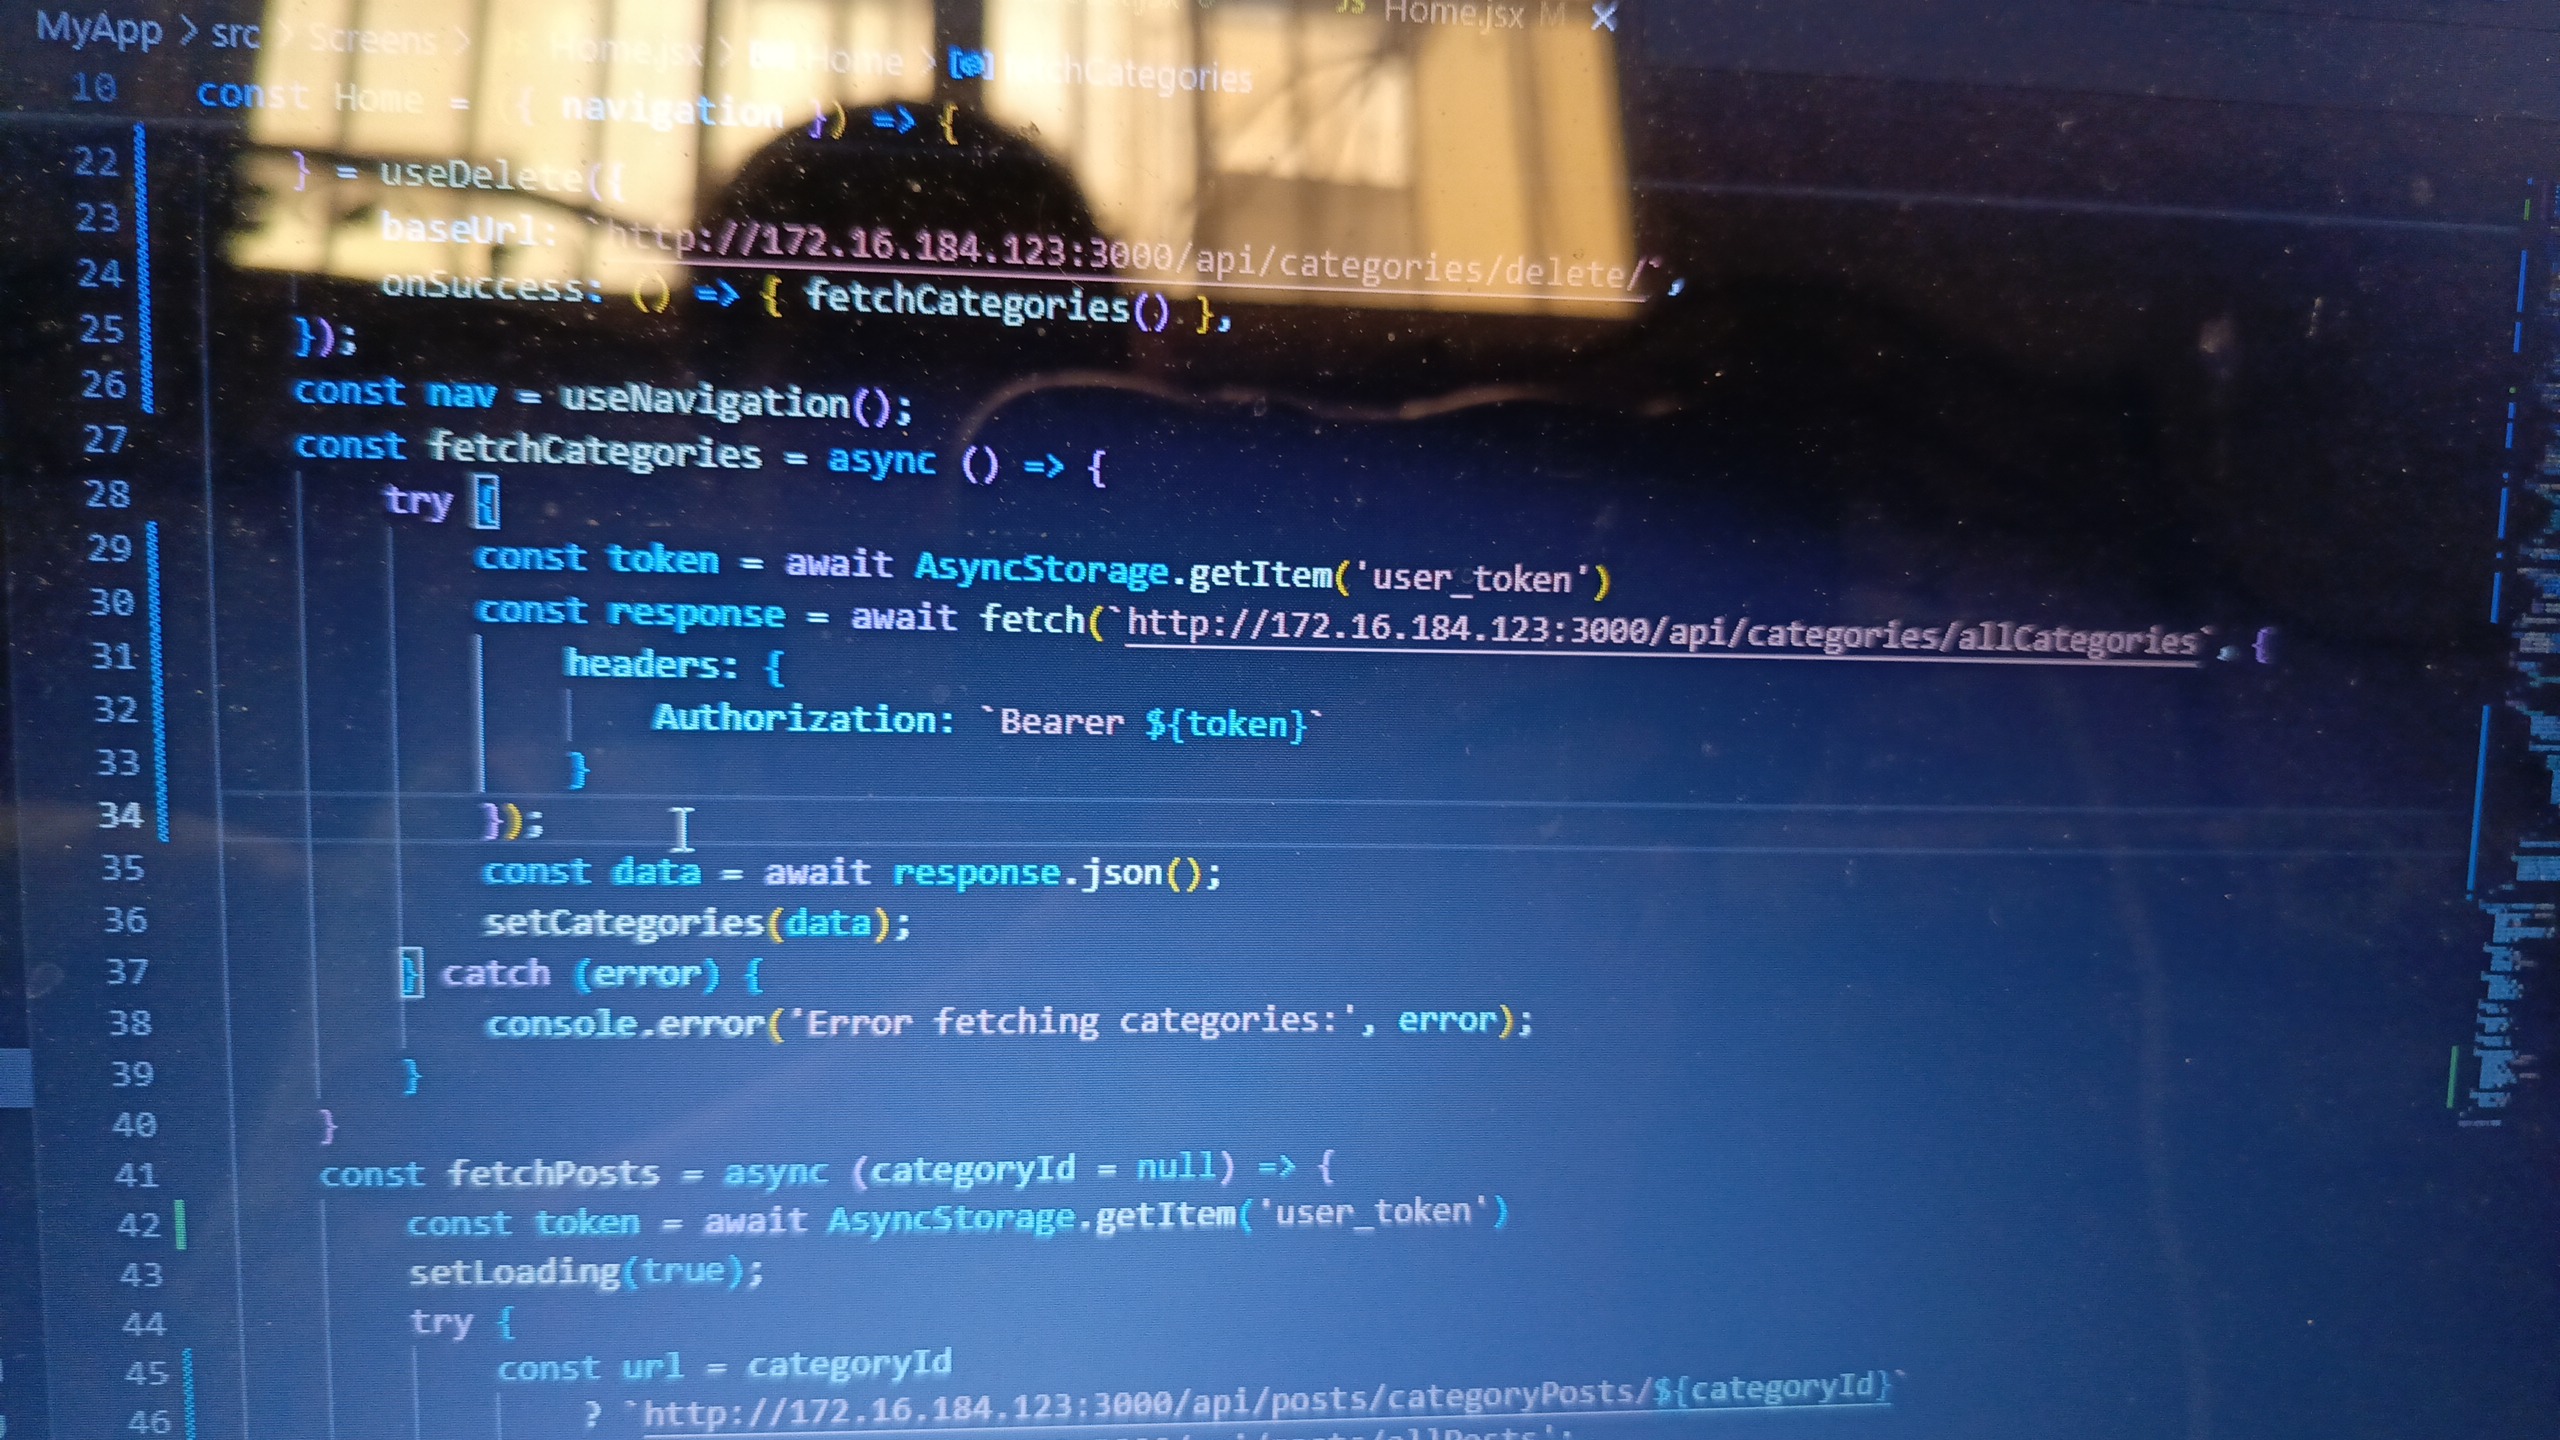 Home.jsx M ×
MyApp > src > Screens > Home.jsx > Home > fetchCategories
10 const Home = ({ navigation }) => {
22 } = useDelete({
23 baseUrl: `http://172.16.184.123:3000/api/categories/delete/`,
24 onSuccess: () => { fetchCategories() },
25 });
26 const nav = useNavigation();
27 const fetchCategories = async () => {
28 try {
29 const token = await AsyncStorage.getItem('user_token')
30 const response = await fetch(`http://172.16.184.123:3000/api/categories/allCategories`, {
31 headers: {
32 Authorization: `Bearer ${token}`
33 }
34 });
35 const data = await response.json();
36 setCategories(data);
37 } catch (error) {
38 console.error('Error fetching categories:', error);
39 }
40 }
41 const fetchPosts = async (categoryId = null) => {
42 const token = await AsyncStorage.getItem('user_token')
43 setLoading(true);
44 try {
45 const url = categoryId
46 ? `http://172.16.184.123:3000/api/posts/categoryPosts/${categoryId}`
/allPosts`;